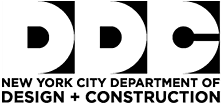 DDC
NEW YORK CITY DEPARTMENT OF
DESIGN + CONSTRUCTION